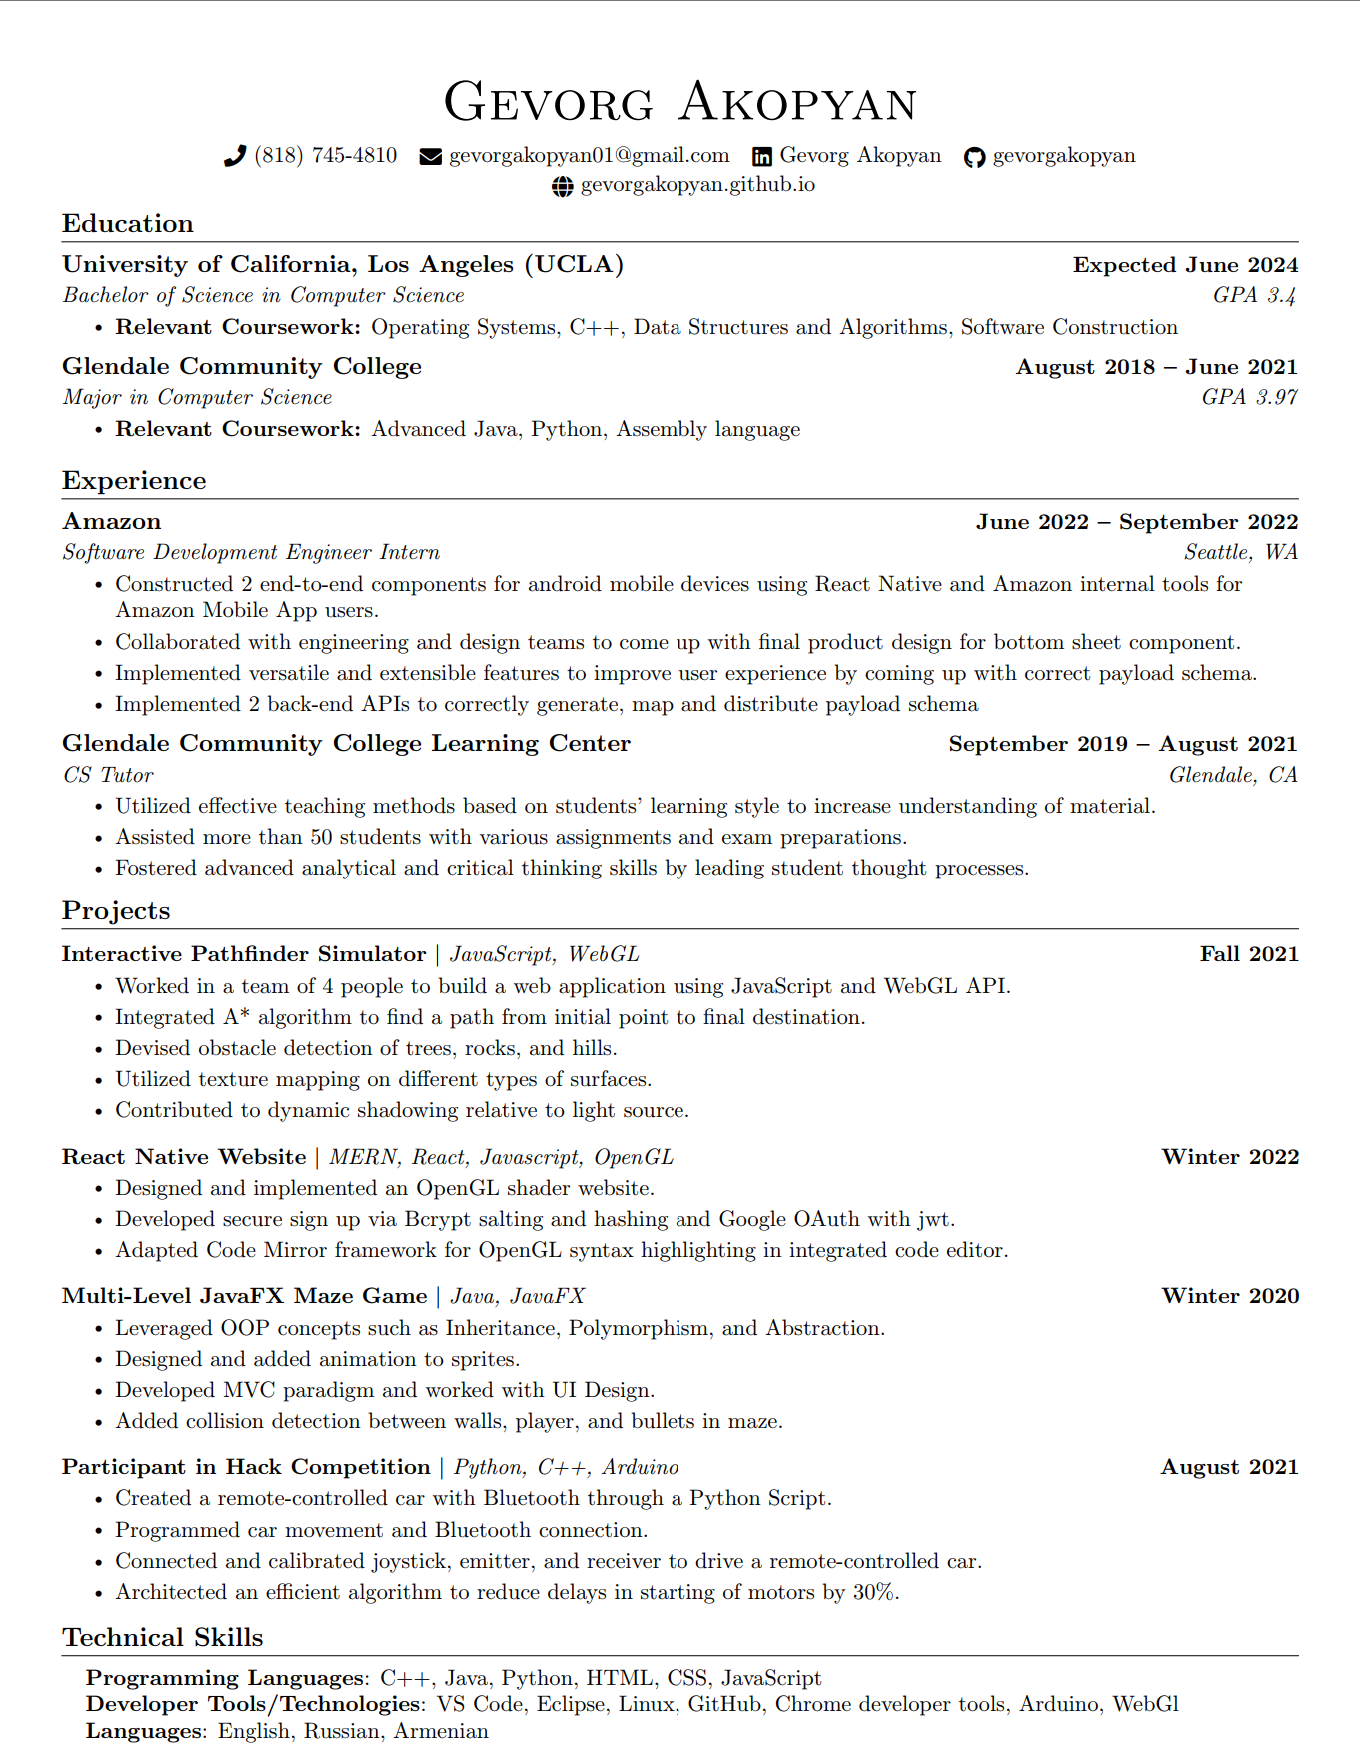 Gevorg Akopyan
(818) 745-4810 gevorgakopyan01@gmail.com Gevorg Akopyan gevorgakopyan
gevorgakopyan.github.io
Education
University of California, Los Angeles (UCLA) Expected June 2024
Bachelor of Science in Computer Science GPA 3.4
• Relevant Coursework: Operating Systems, C++, Data Structures and Algorithms, Software Construction
Glendale Community College August 2018 – June 2021
Major in Computer Science GPA 3.97
• Relevant Coursework: Advanced Java, Python, Assembly language
Experience
Amazon June 2022 – September 2022
Software Development Engineer Intern Seattle, WA
• Constructed 2 end-to-end components for android mobile devices using React Native and Amazon internal tools for
Amazon Mobile App users.
• Collaborated with engineering and design teams to come up with final product design for bottom sheet component.
• Implemented versatile and extensible features to improve user experience by coming up with correct payload schema.
• Implemented 2 back-end APIs to correctly generate, map and distribute payload schema
Glendale Community College Learning Center September 2019 – August 2021
CS Tutor Glendale, CA
• Utilized effective teaching methods based on students' learning style to increase understanding of material.
• Assisted more than 50 students with various assignments and exam preparations.
• Fostered advanced analytical and critical thinking skills by leading student thought processes.
Projects
Interactive Pathfinder Simulator | JavaScript, WebGL Fall 2021
• Worked in a team of 4 people to build a web application using JavaScript and WebGL API.
• Integrated A* algorithm to find a path from initial point to final destination.
• Devised obstacle detection of trees, rocks, and hills.
• Utilized texture mapping on different types of surfaces.
• Contributed to dynamic shadowing relative to light source.
React Native Website | MERN, React, Javascript, OpenGL Winter 2022
• Designed and implemented an OpenGL shader website.
• Developed secure sign up via Bcrypt salting and hashing and Google OAuth with jwt.
• Adapted Code Mirror framework for OpenGL syntax highlighting in integrated code editor.
Multi-Level JavaFX Maze Game | Java, JavaFX Winter 2020
• Leveraged OOP concepts such as Inheritance, Polymorphism, and Abstraction.
• Designed and added animation to sprites.
• Developed MVC paradigm and worked with UI Design.
• Added collision detection between walls, player, and bullets in maze.
Participant in Hack Competition | Python, C++, Arduino August 2021
• Created a remote-controlled car with Bluetooth through a Python Script.
• Programmed car movement and Bluetooth connection.
• Connected and calibrated joystick, emitter, and receiver to drive a remote-controlled car.
• Architected an efficient algorithm to reduce delays in starting of motors by 30%.
Technical Skills
Programming Languages: C++, Java, Python, HTML, CSS, JavaScript
Developer Tools/Technologies: VS Code, Eclipse, Linux, GitHub, Chrome developer tools, Arduino, WebGl
Languages: English, Russian, Armenian